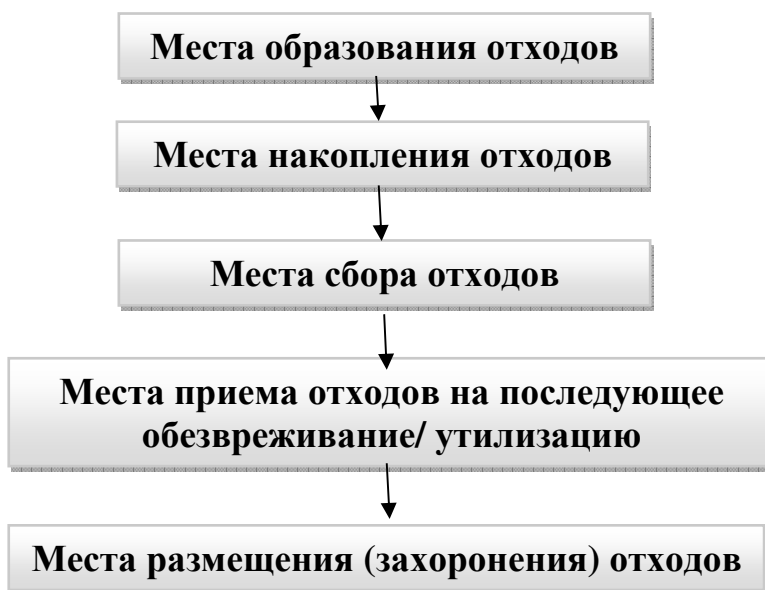 Места образования отходов
Места накопления отходов
Места сбора отходов
Места приема отходов на последующее
обезвреживание/ утилизацию
Места размещения (захоронения) отходов